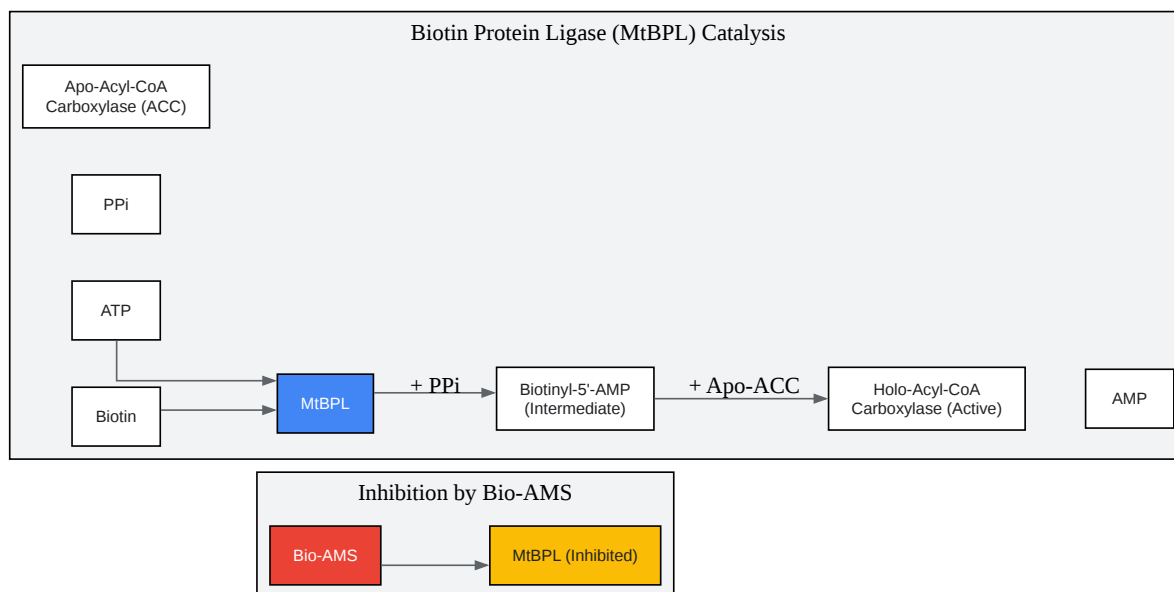 Biotin Protein Ligase (MtBPL) Catalysis
Apo-Acyl-CoA
Carboxylase (ACC)
PPi
ATP
Biotin
MtBPL
+ PPi
Biotinyl-5'-AMP
(Intermediate)
+ Apo-ACC
Holo-Acyl-CoA
Carboxylase (Active)
AMP
Inhibition by Bio-AMS
Bio-AMS
MtBPL (Inhibited)